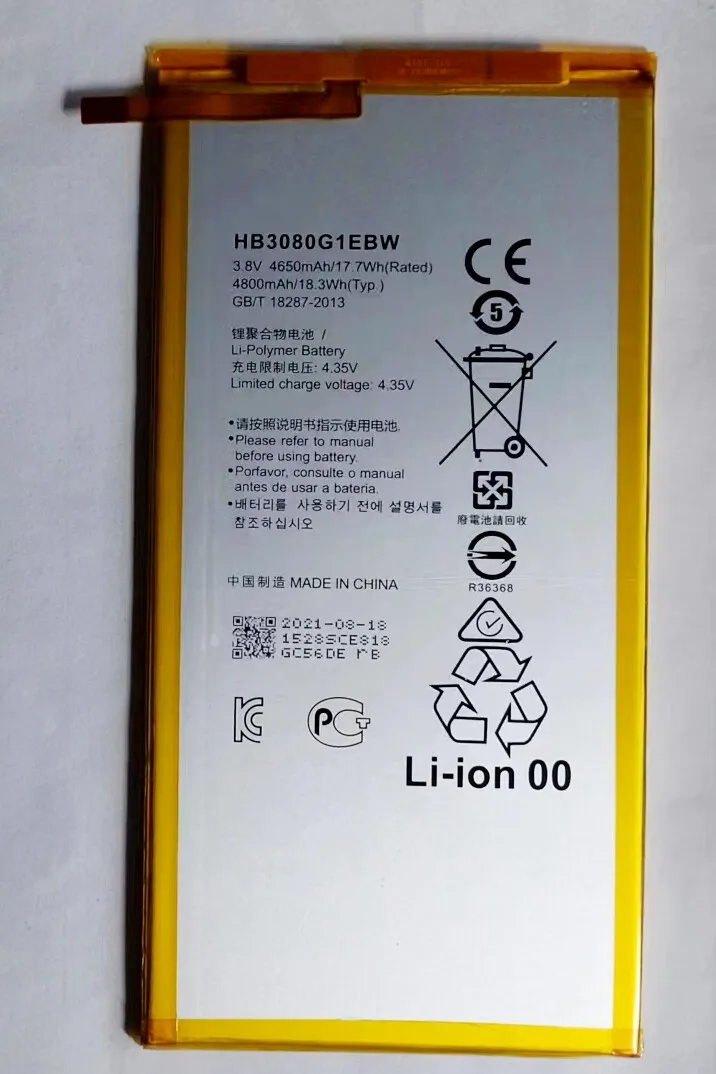 HB3080G1EBW
3.8V 4650mAh/17.7Wh(Rated)
4800mAh/18.3Wh(Typ.)
GB/T 18287-2013
锂聚合物电池 /
Li-Polymer Battery
充电限制电压: 4.35V
Limited charge voltage: 4.35V
•请按照说明书指示使用电池.
•Please refer to manual
before using battery.
•Porfavor, consulte o manual
antes de usar a bateria.
•배터리를 사용하기 전에 설명서를
참조하십시오
中国制造 MADE IN CHINA
2021-08-18
15285CE818
GC56DE
CE
5
廢電池請回收
R36368
Li-ion 00